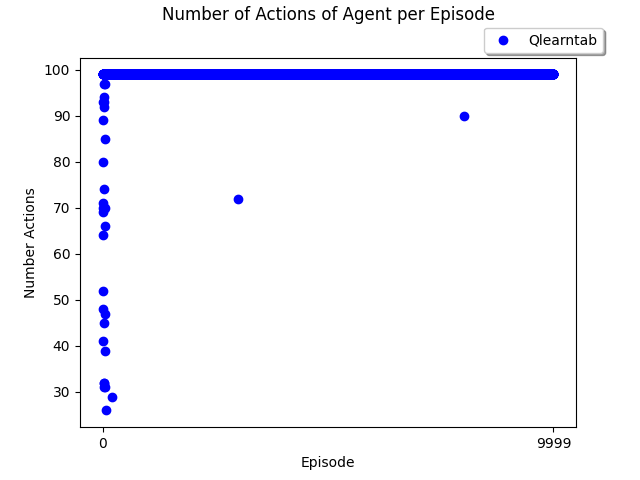 Number of Actions of Agent per Episode
Qlearntab
100
90
80
70
60
50
40
30
Number Actions
0
9999
Episode